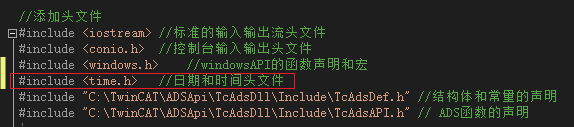 //添加头文件
#include <iostream> //标准的输入输出流头文件
#include <conio.h> //控制台输入输出头文件
#include <windows.h> //windowsAPI的函数声明和宏
#include <time.h> //日期和时间头文件
#include "C:\TwinCAT\ADSApi\TcAdsDll\Include\TcAdsDef.h" //结构体和常量的声明
#include "C:\TwinCAT\ADSApi\TcAdsDll\Include\TcAdsAPI.h" // ADS函数的声明